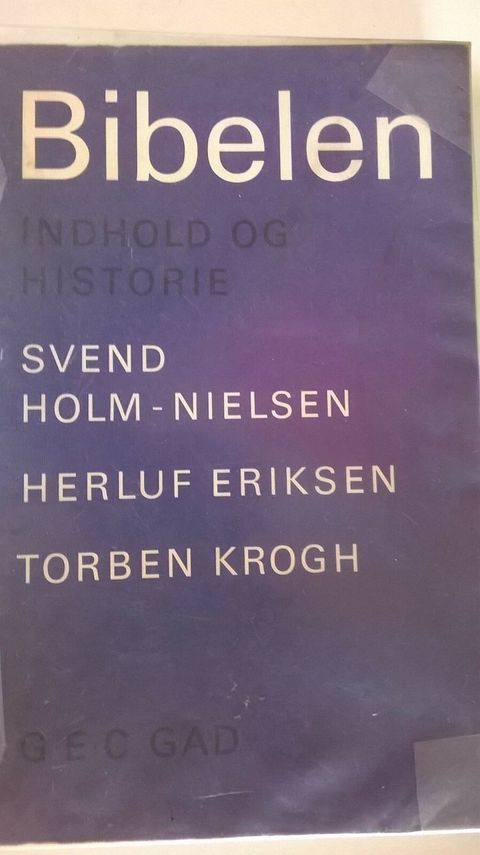 Bibelen
INDHOLD OG
HISTORIE
SVEND
HOLM-NIELSEN
HERLUF ERIKSEN
TORBEN KROGH
G E C GAD